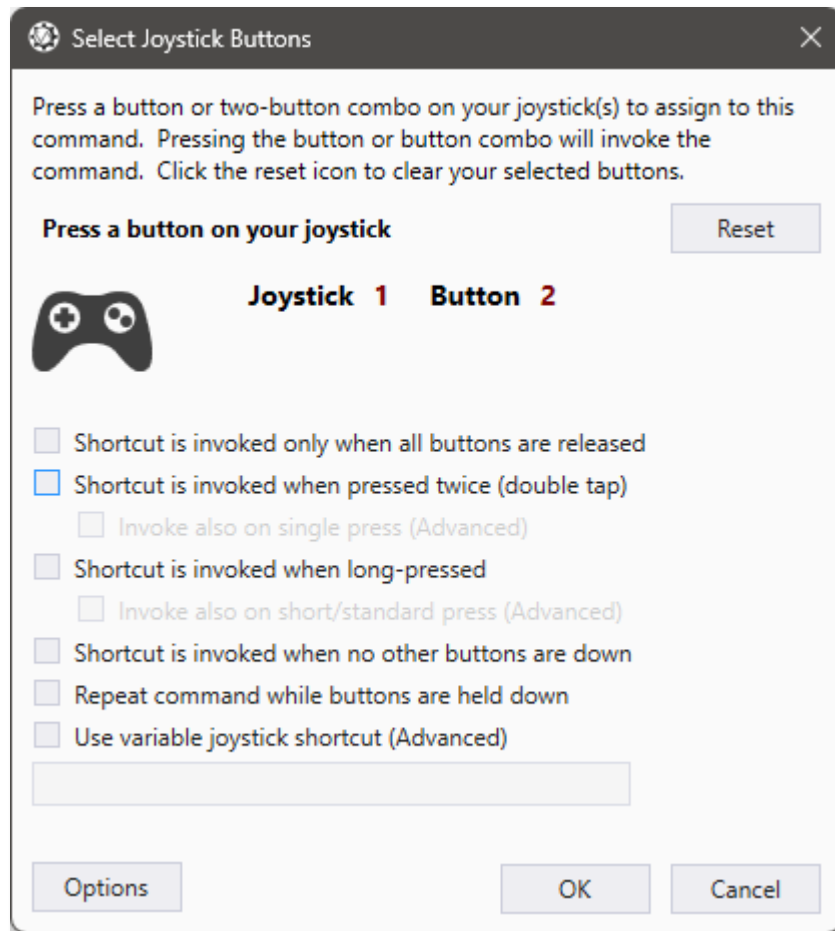 Select Joystick Buttons
Press a button or two-button combo on your joystick(s) to assign to this
command.  Pressing the button or button combo will invoke the
command.  Click the reset icon to clear your selected buttons.
Press a button on your joystick
Reset
Joystick 1 Button 2
Shortcut is invoked only when all buttons are released
Shortcut is invoked when pressed twice (double tap)
Invoke also on single press (Advanced)
Shortcut is invoked when long-pressed
Invoke also on short/standard press (Advanced)
Shortcut is invoked when no other buttons are down
Repeat command while buttons are held down
Use variable joystick shortcut (Advanced)
Options
OK
Cancel